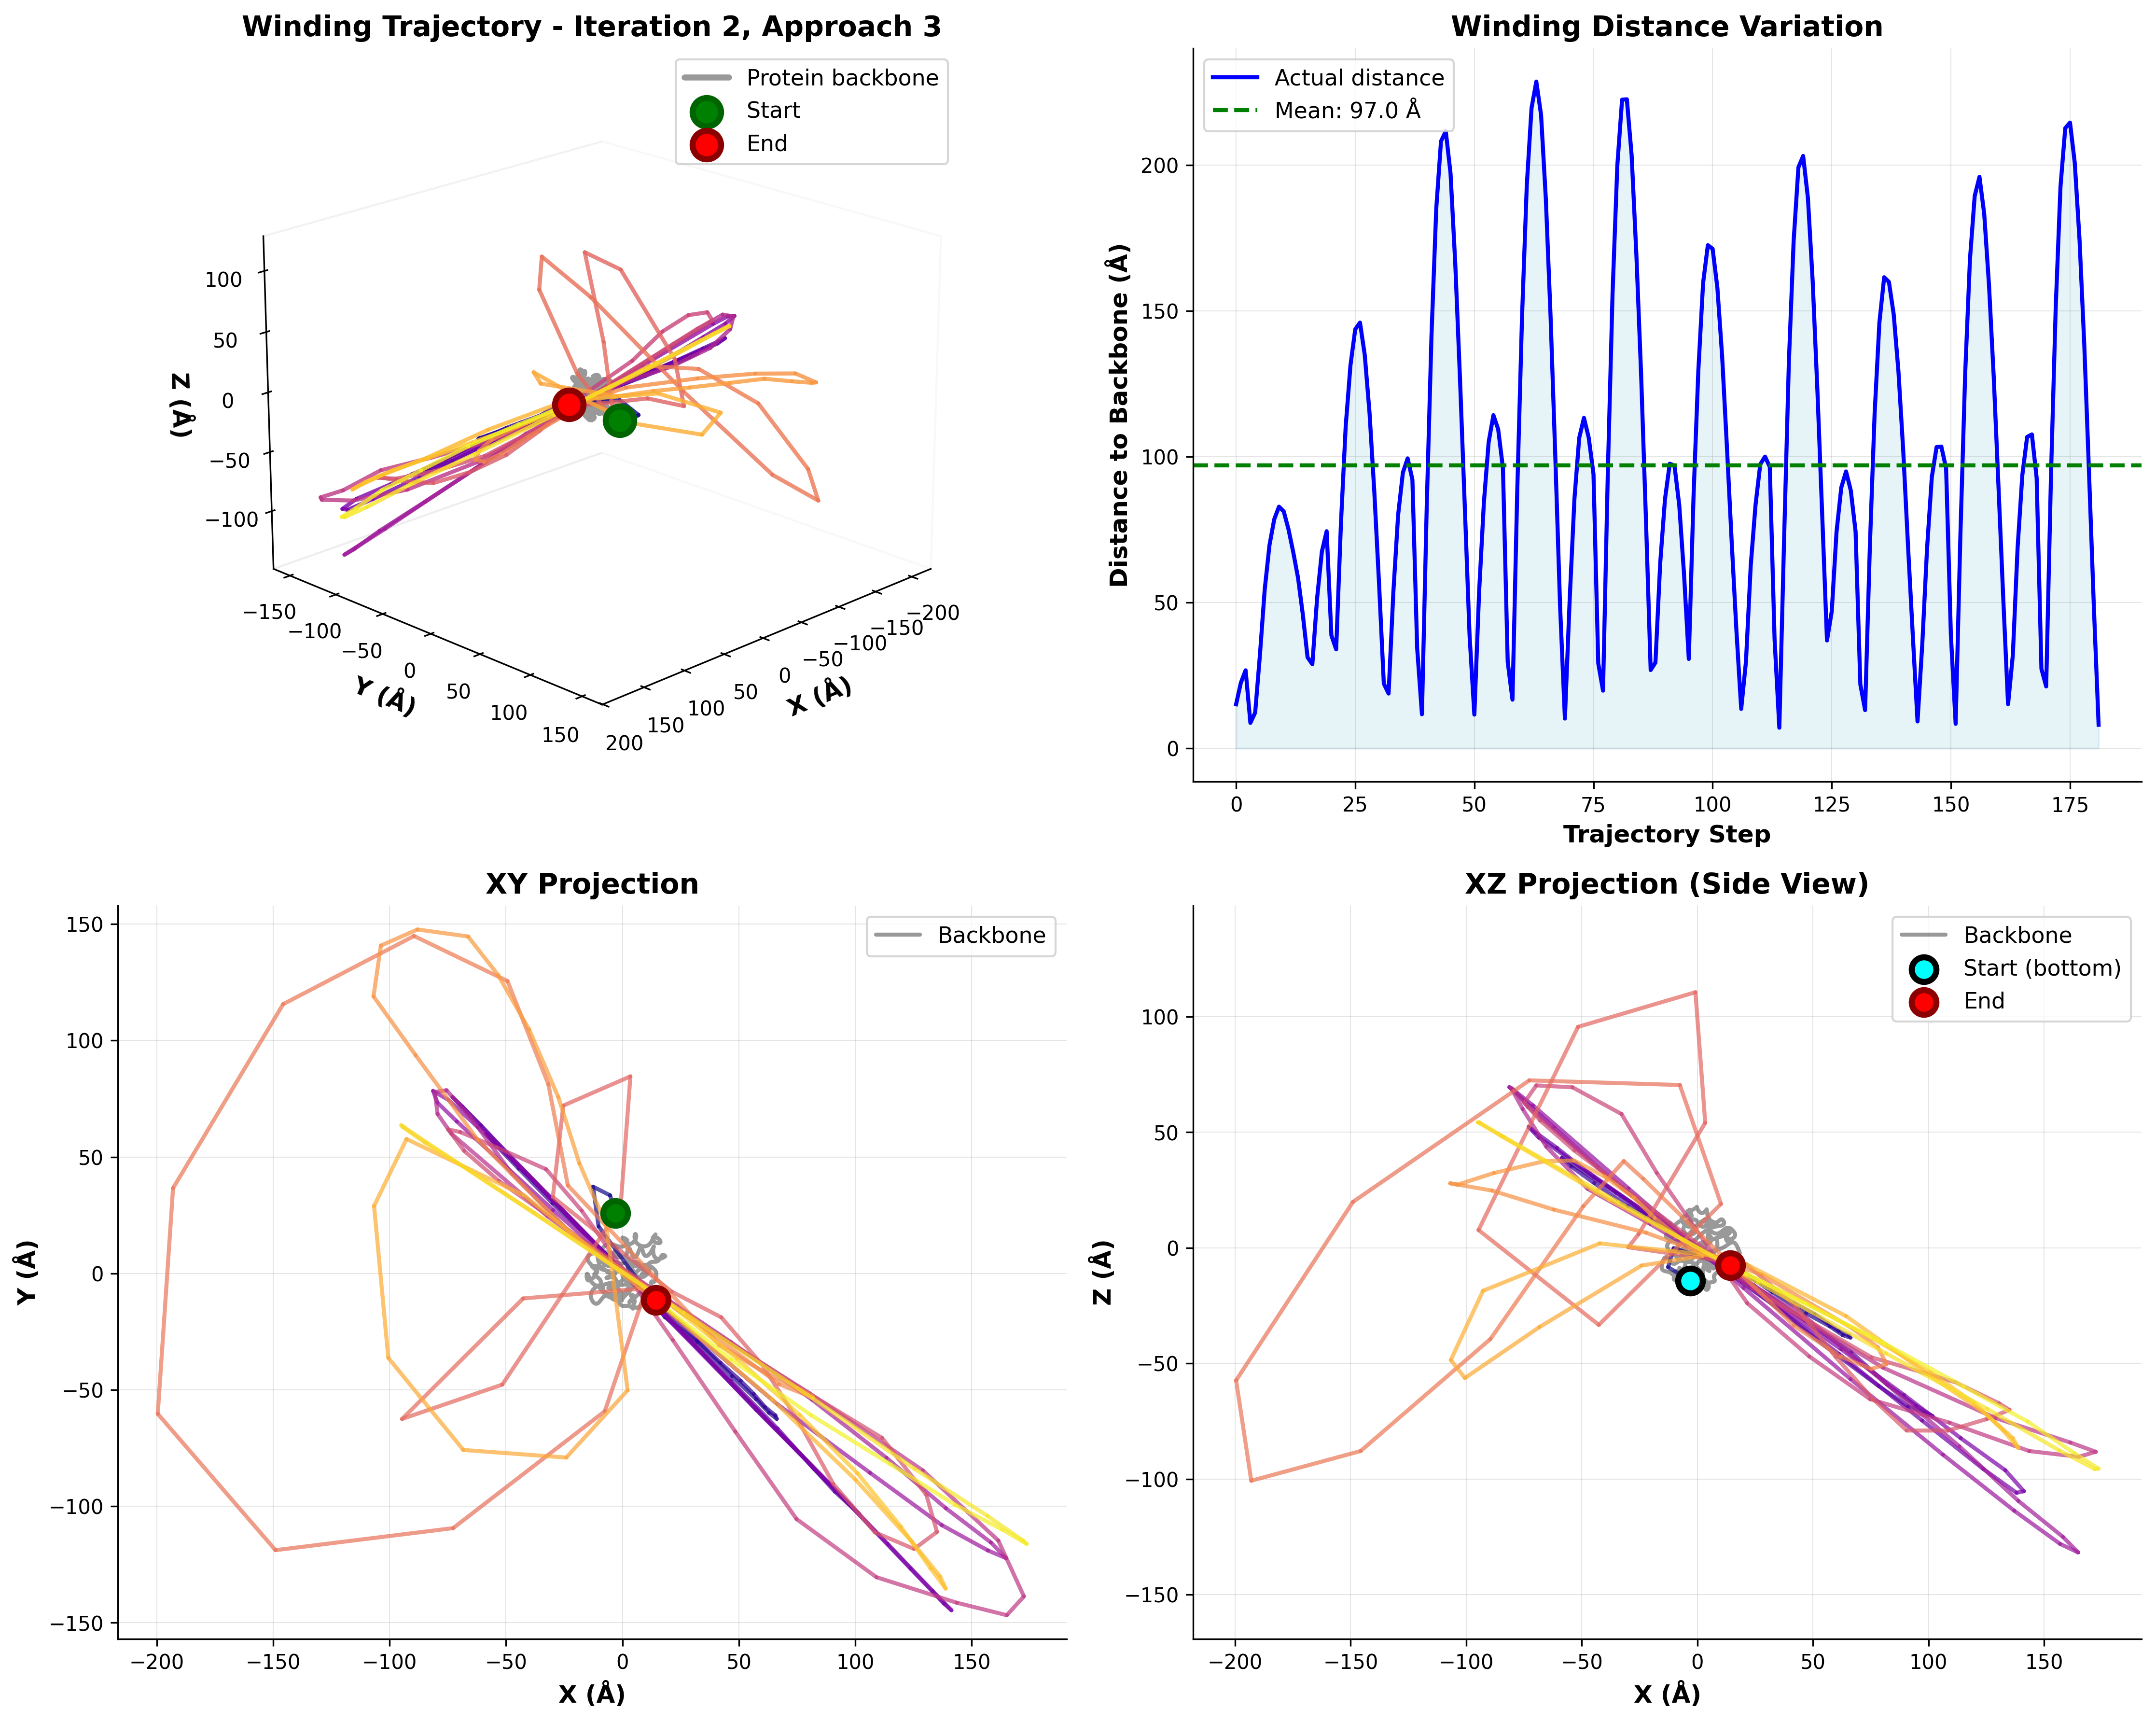 Winding Trajectory - Iteration 2, Approach 3
Protein backbone
Start
End
100
50
0
−50
−100
Z (Å)
−150
−100
−50
0
50
100
150
Y (Å)
−200
−150
−100
−50
0
50
100
150
200
X (Å)
Winding Distance Variation
Actual distance
Mean: 97.0 Å
200
150
100
50
0
Distance to Backbone (Å)
0 25 50 75 100 125 150 175
Trajectory Step
XY Projection
Backbone
150
100
50
0
−50
−100
−150
Y (Å)
−200 −150 −100 −50 0 50 100 150
X (Å)
XZ Projection (Side View)
Backbone
Start (bottom)
End
100
50
0
−50
−100
−150
Z (Å)
−200 −150 −100 −50 0 50 100 150
X (Å)